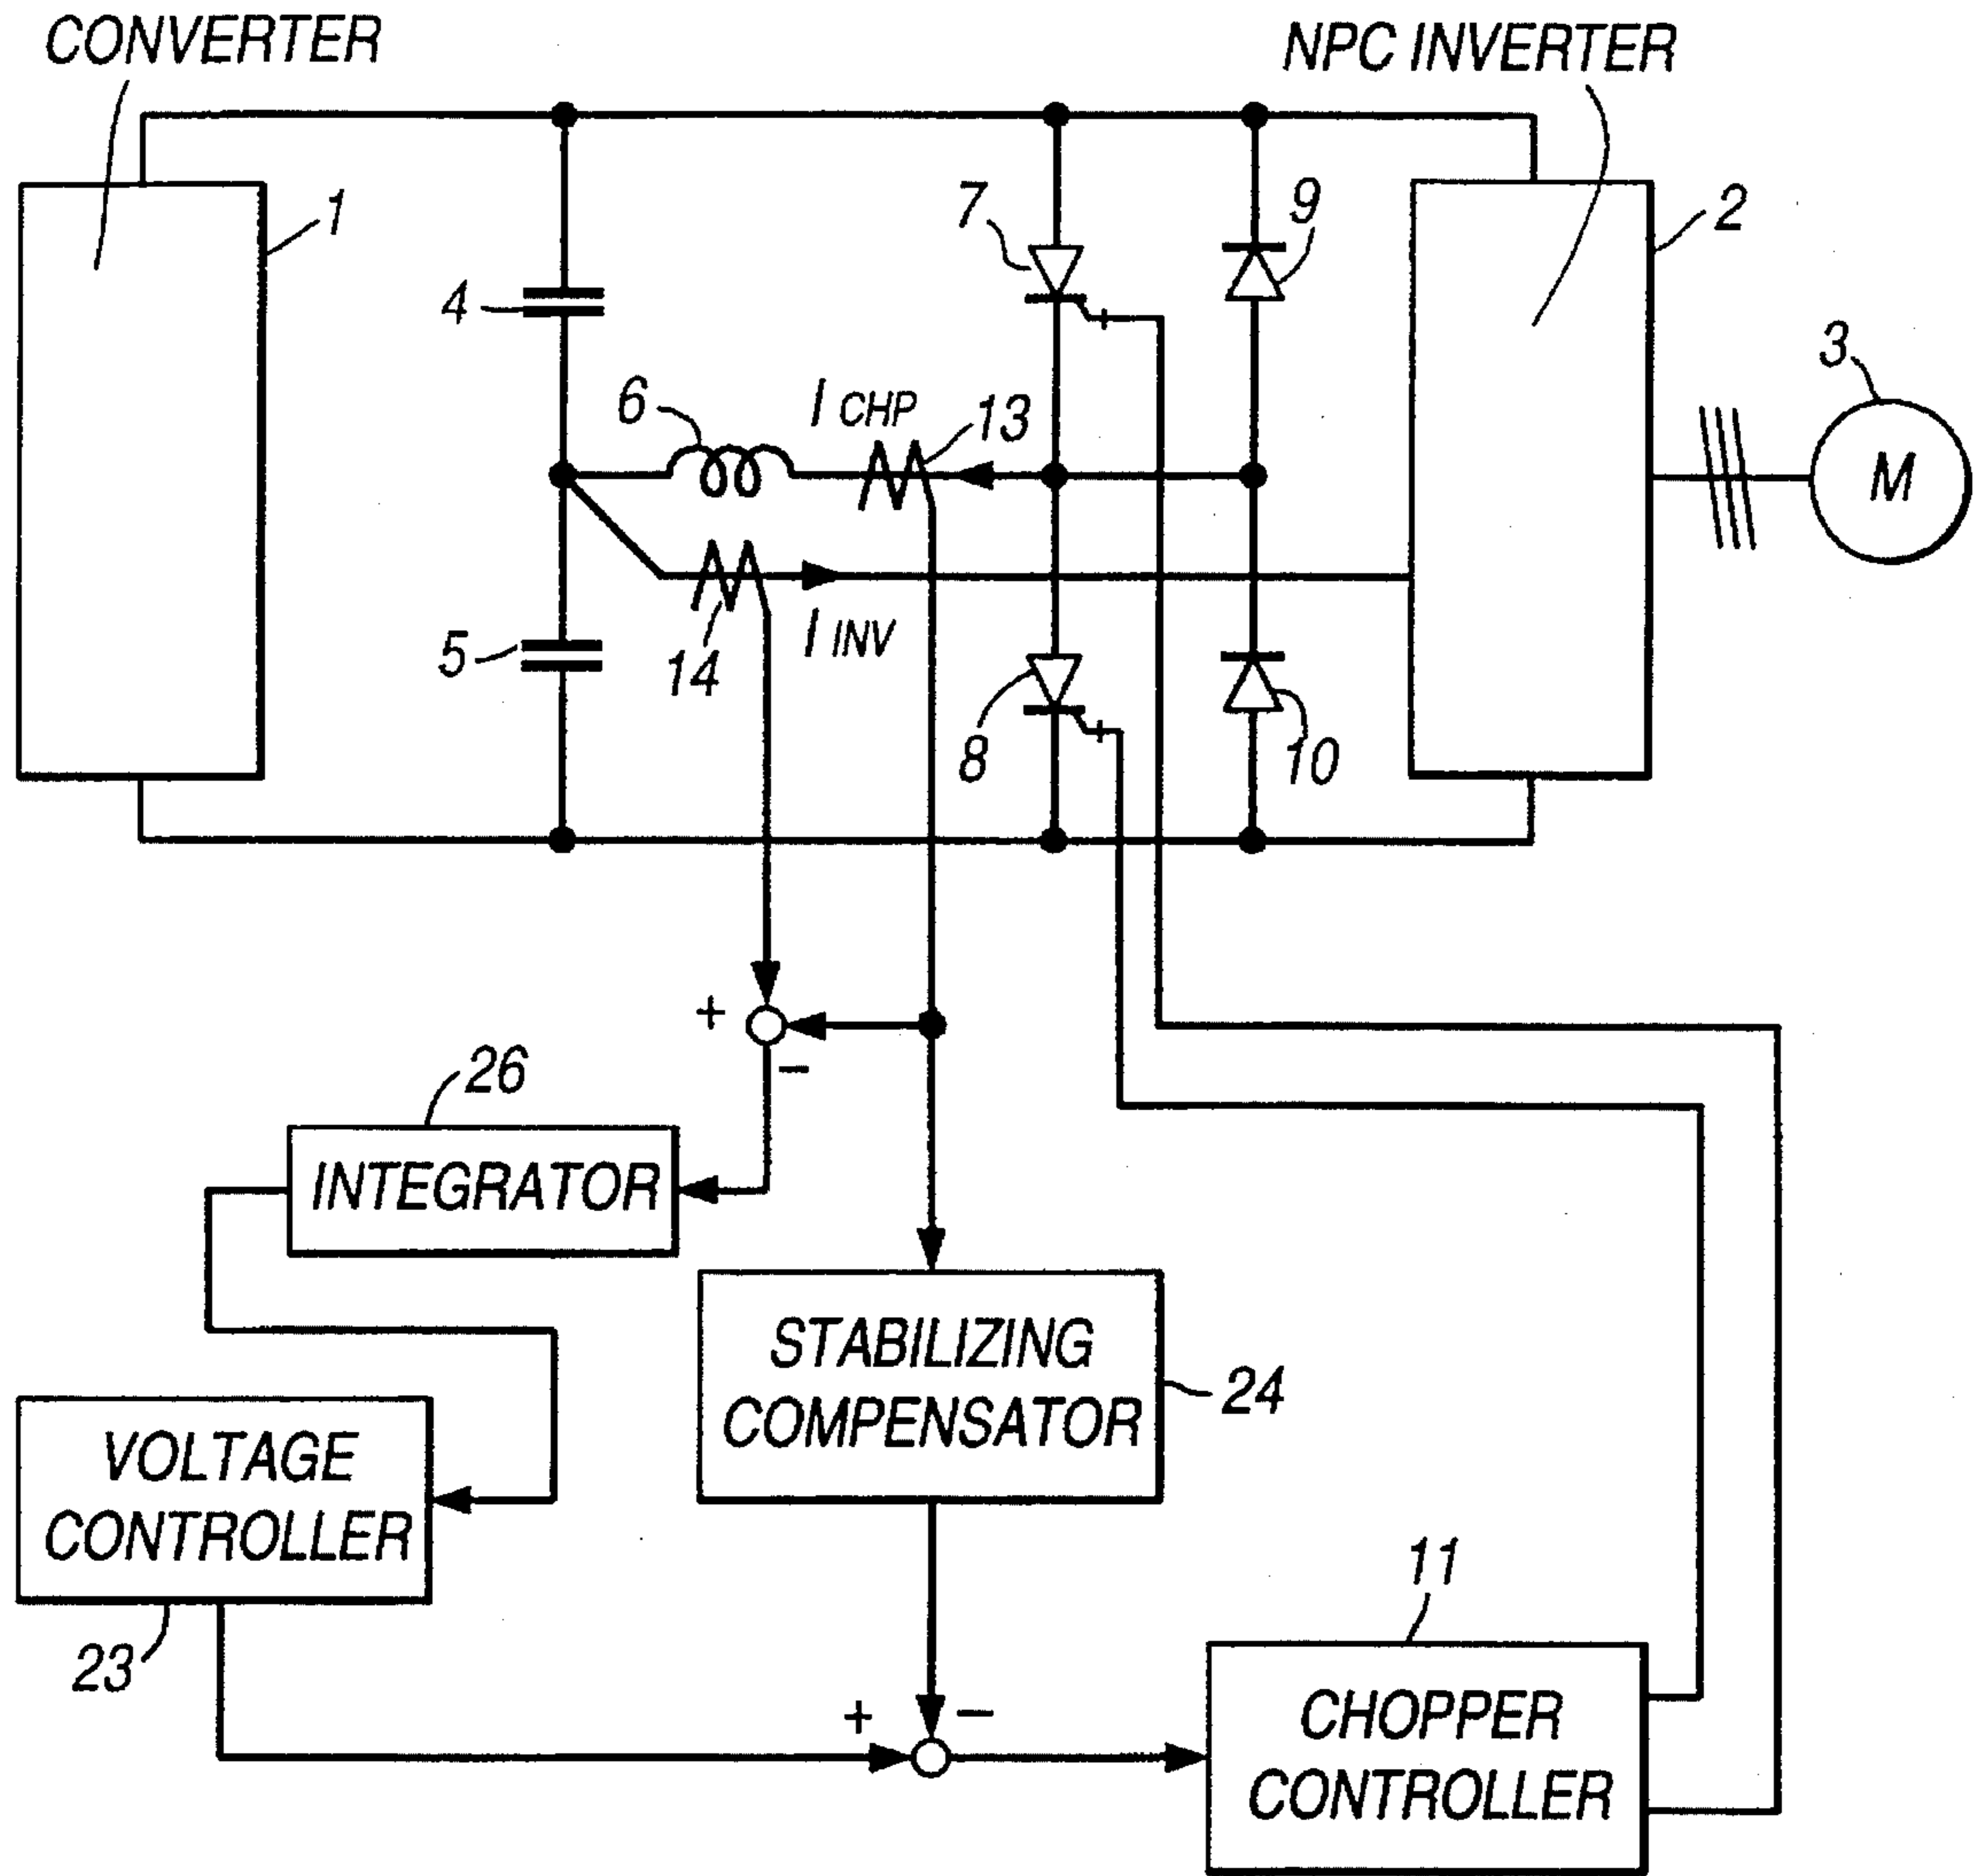 CONVERTER
NPC INVERTER
1
2
7
9
4
3
6
I CHP
13
M
5
14
I INV
8
10
+
−
26
INTEGRATOR
STABILIZING
COMPENSATOR
24
VOLTAGE
CONTROLLER
11
23
+
−
CHOPPER
CONTROLLER